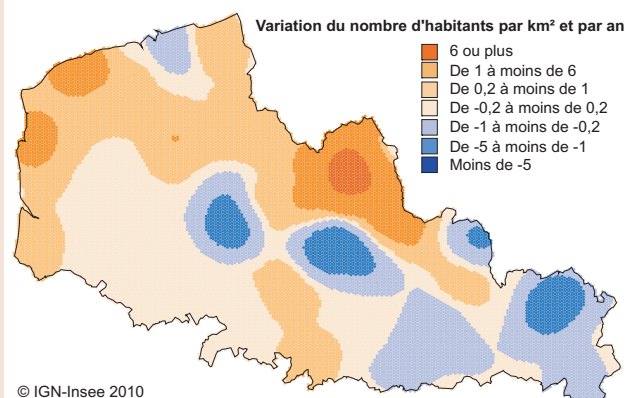 Variation du nombre d'habitants par km² et par an
6 ou plus
De 1 à moins de 6
De 0,2 à moins de 1
De -0,2 à moins de 0,2
De -1 à moins de -0,2
De -5 à moins de -1
Moins de -5
© IGN-Insee 2010